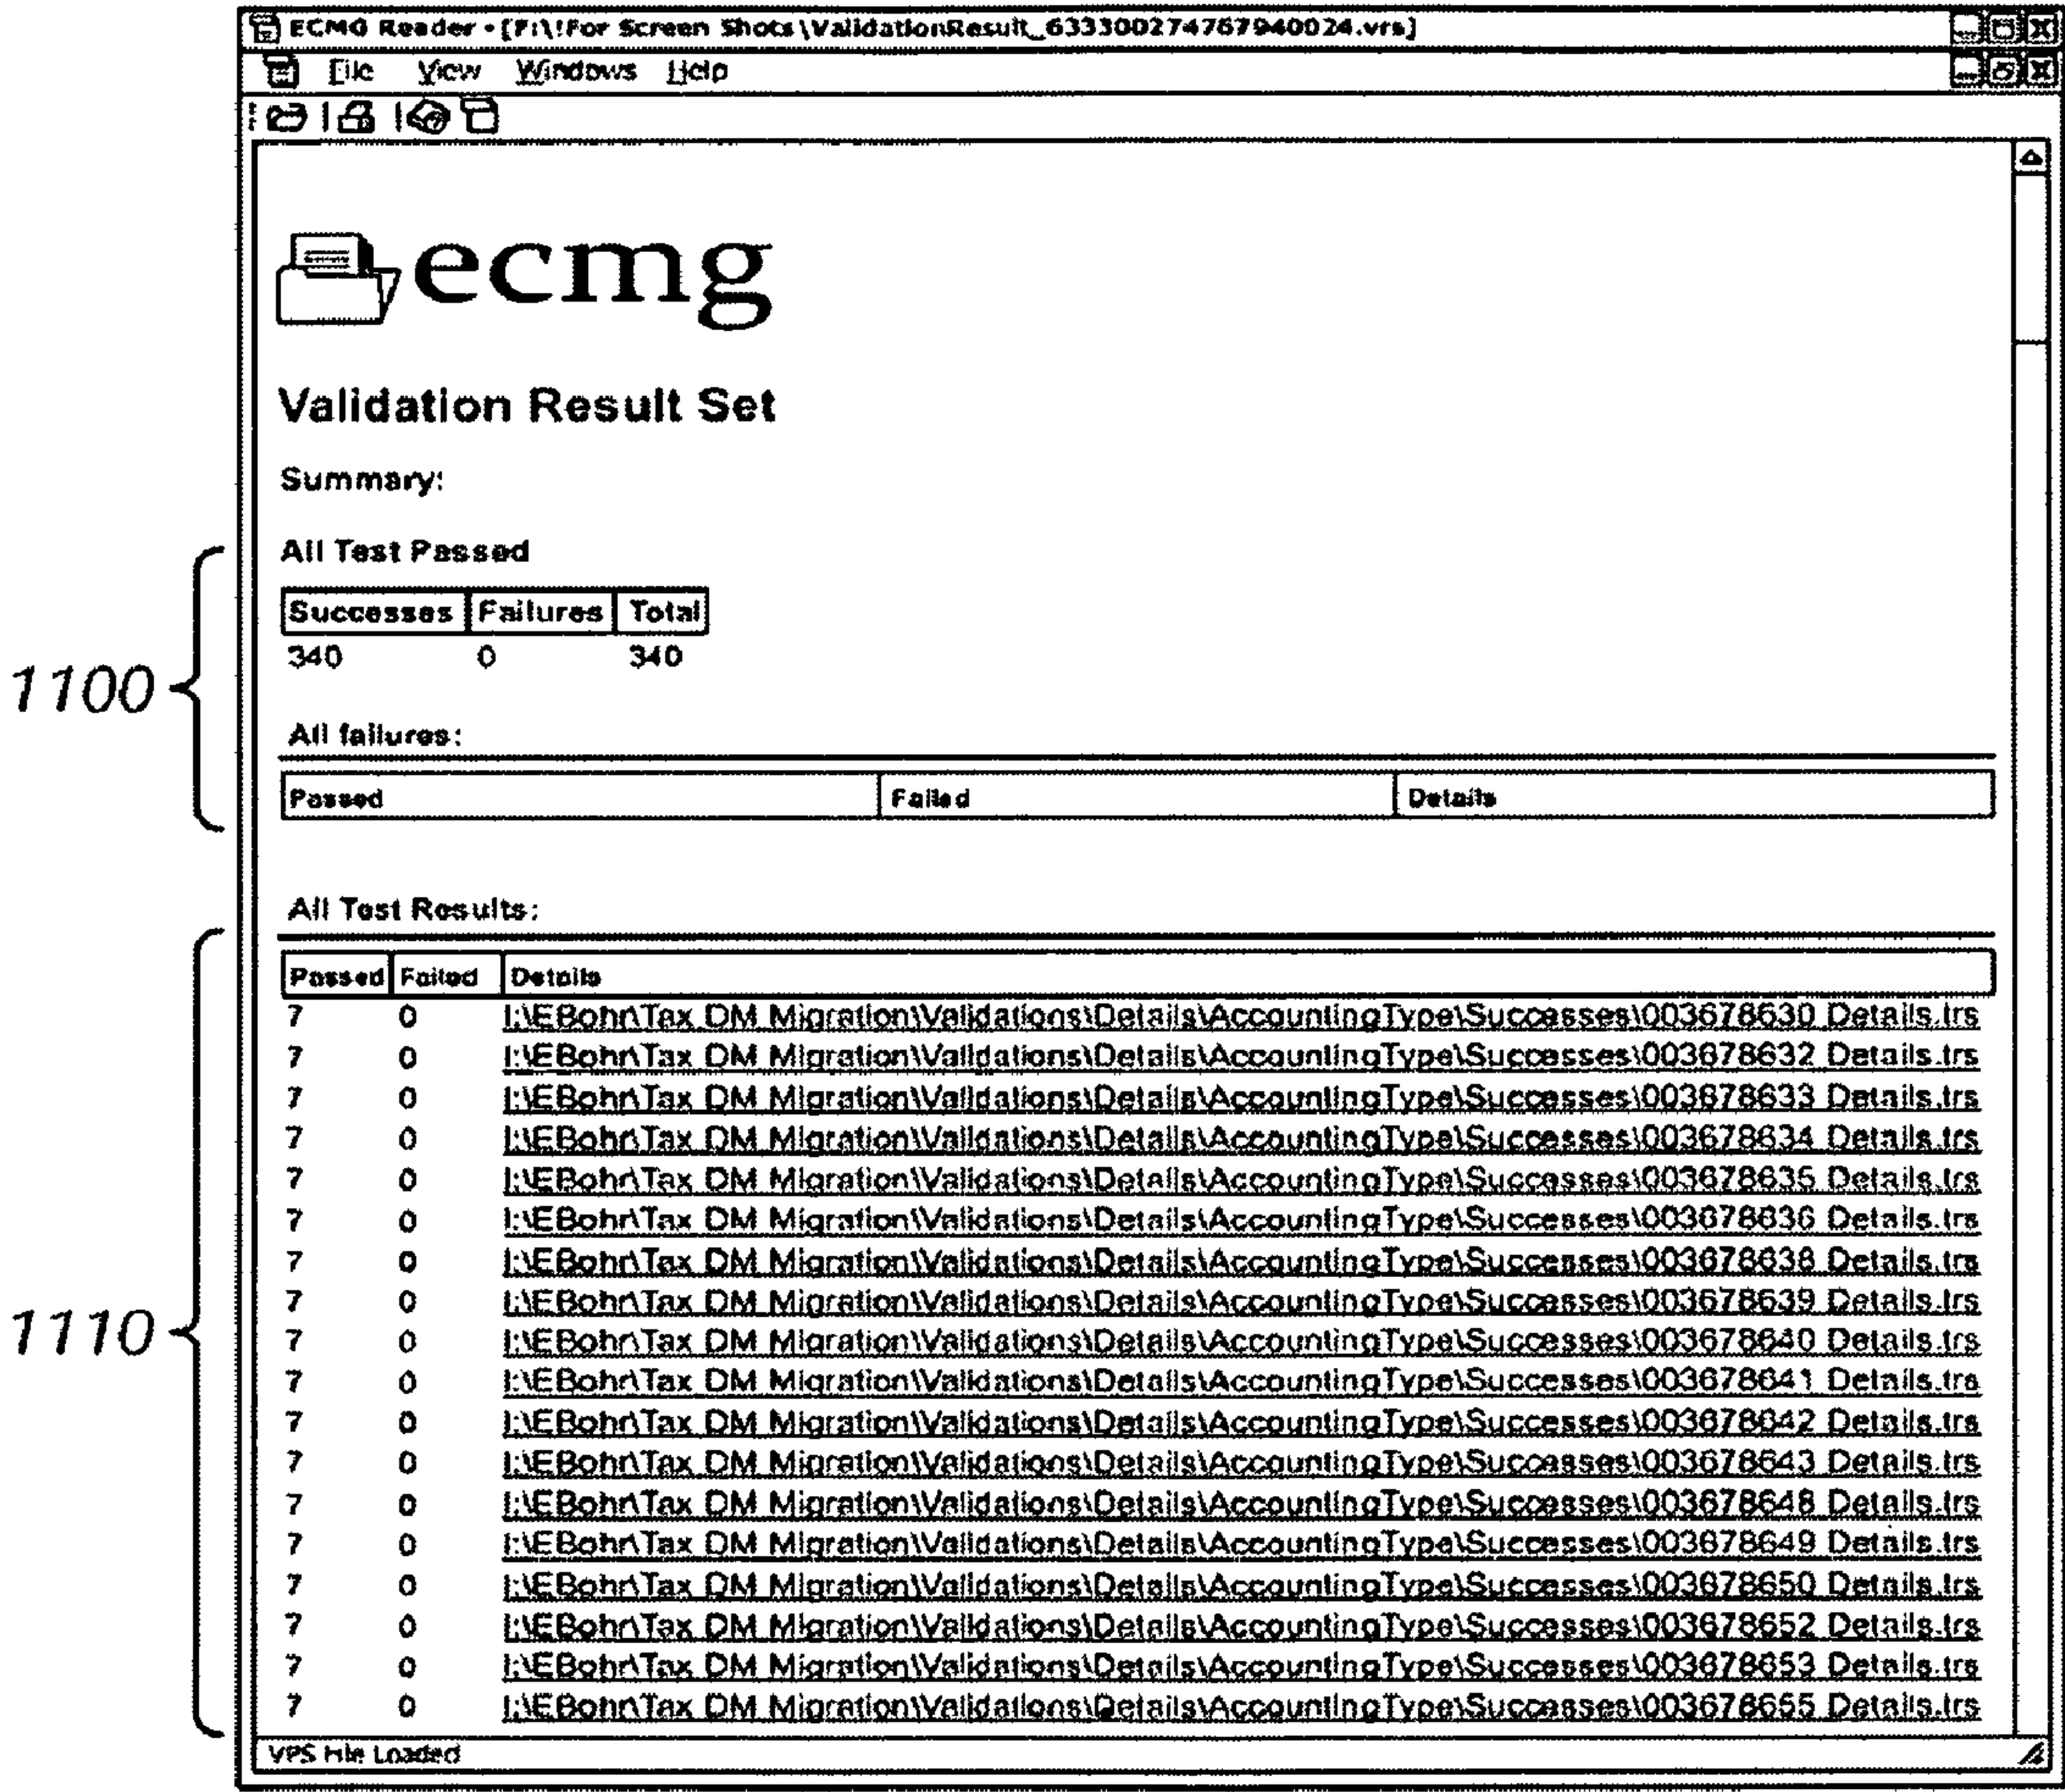 ECMG Reader - [F:\!For Screen Shots\ValidationResult_633300274767940024.vrs]
File View Windows Help
ecmg
Validation Result Set
Summary:
All Test Passed
Successes Failures Total
340 0 340
1100
All failures:
Passed Failed Details
All Test Results:
Passed Failed Details
7 0 I:\EBohn\Tax DM Migration\Validations\Details\AccountingType\Successes\003678630 Details.trs
7 0 I:\EBohn\Tax DM Migration\Validations\Details\AccountingType\Successes\003678632 Details.trs
7 0 I:\EBohn\Tax DM Migration\Validations\Details\AccountingType\Successes\003678633 Details.trs
7 0 I:\EBohn\Tax DM Migration\Validations\Details\AccountingType\Successes\003678634 Details.trs
7 0 I:\EBohn\Tax DM Migration\Validations\Details\AccountingType\Successes\003678635 Details.trs
7 0 I:\EBohn\Tax DM Migration\Validations\Details\AccountingType\Successes\003678636 Details.trs
7 0 I:\EBohn\Tax DM Migration\Validations\Details\AccountingType\Successes\003678638 Details.trs
7 0 I:\EBohn\Tax DM Migration\Validations\Details\AccountingType\Successes\003678639 Details.trs
1110
7 0 I:\EBohn\Tax DM Migration\Validations\Details\AccountingType\Successes\003678640 Details.trs
7 0 I:\EBohn\Tax DM Migration\Validations\Details\AccountingType\Successes\003678641 Details.trs
7 0 I:\EBohn\Tax DM Migration\Validations\Details\AccountingType\Successes\003678642 Details.trs
7 0 I:\EBohn\Tax DM Migration\Validations\Details\AccountingType\Successes\003678643 Details.trs
7 0 I:\EBohn\Tax DM Migration\Validations\Details\AccountingType\Successes\003678648 Details.trs
7 0 I:\EBohn\Tax DM Migration\Validations\Details\AccountingType\Successes\003678649 Details.trs
7 0 I:\EBohn\Tax DM Migration\Validations\Details\AccountingType\Successes\003678650 Details.trs
7 0 I:\EBohn\Tax DM Migration\Validations\Details\AccountingType\Successes\003678652 Details.trs
7 0 I:\EBohn\Tax DM Migration\Validations\Details\AccountingType\Successes\003678653 Details.trs
7 0 I:\EBohn\Tax DM Migration\Validations\Details\AccountingType\Successes\003678655 Details.trs
VPS File Loaded